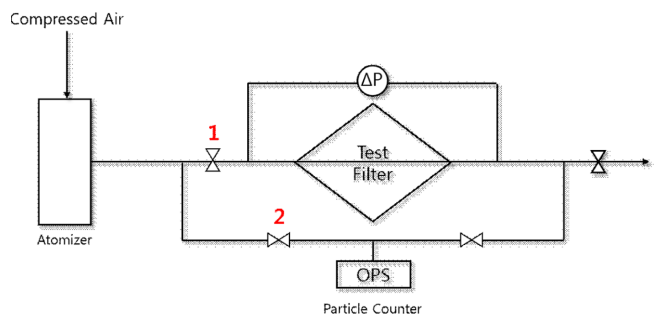 Compressed Air
ΔP
1
Test
Filter
Atomizer
2
OPS
Particle Counter